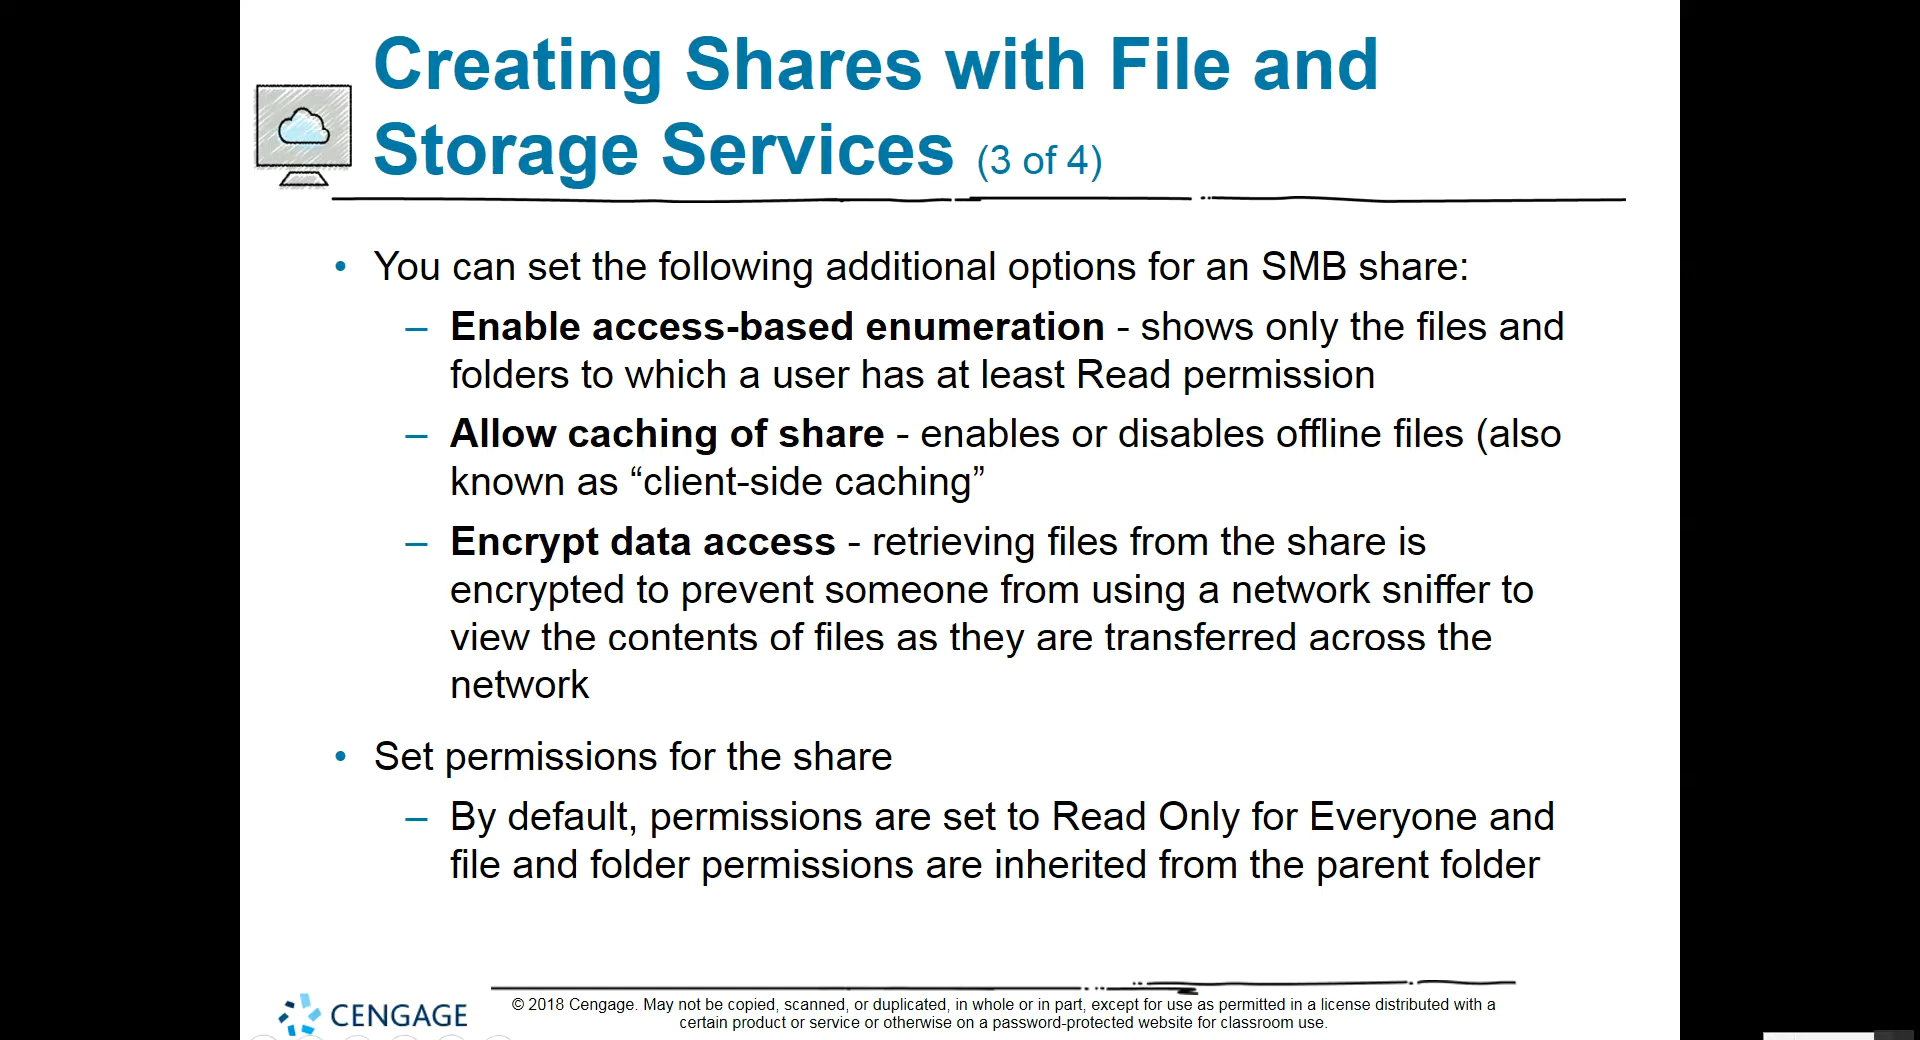 Creating Shares with File and
Storage Services (3 of 4)
• You can set the following additional options for an SMB share:
– Enable access-based enumeration - shows only the files and
folders to which a user has at least Read permission
– Allow caching of share - enables or disables offline files (also
known as “client-side caching”
– Encrypt data access - retrieving files from the share is
encrypted to prevent someone from using a network sniffer to
view the contents of files as they are transferred across the
network
• Set permissions for the share
– By default, permissions are set to Read Only for Everyone and
file and folder permissions are inherited from the parent folder
CENGAGE
© 2018 Cengage. May not be copied, scanned, or duplicated, in whole or in part, except for use as permitted in a license distributed with a
certain product or service or otherwise on a password-protected website for classroom use.